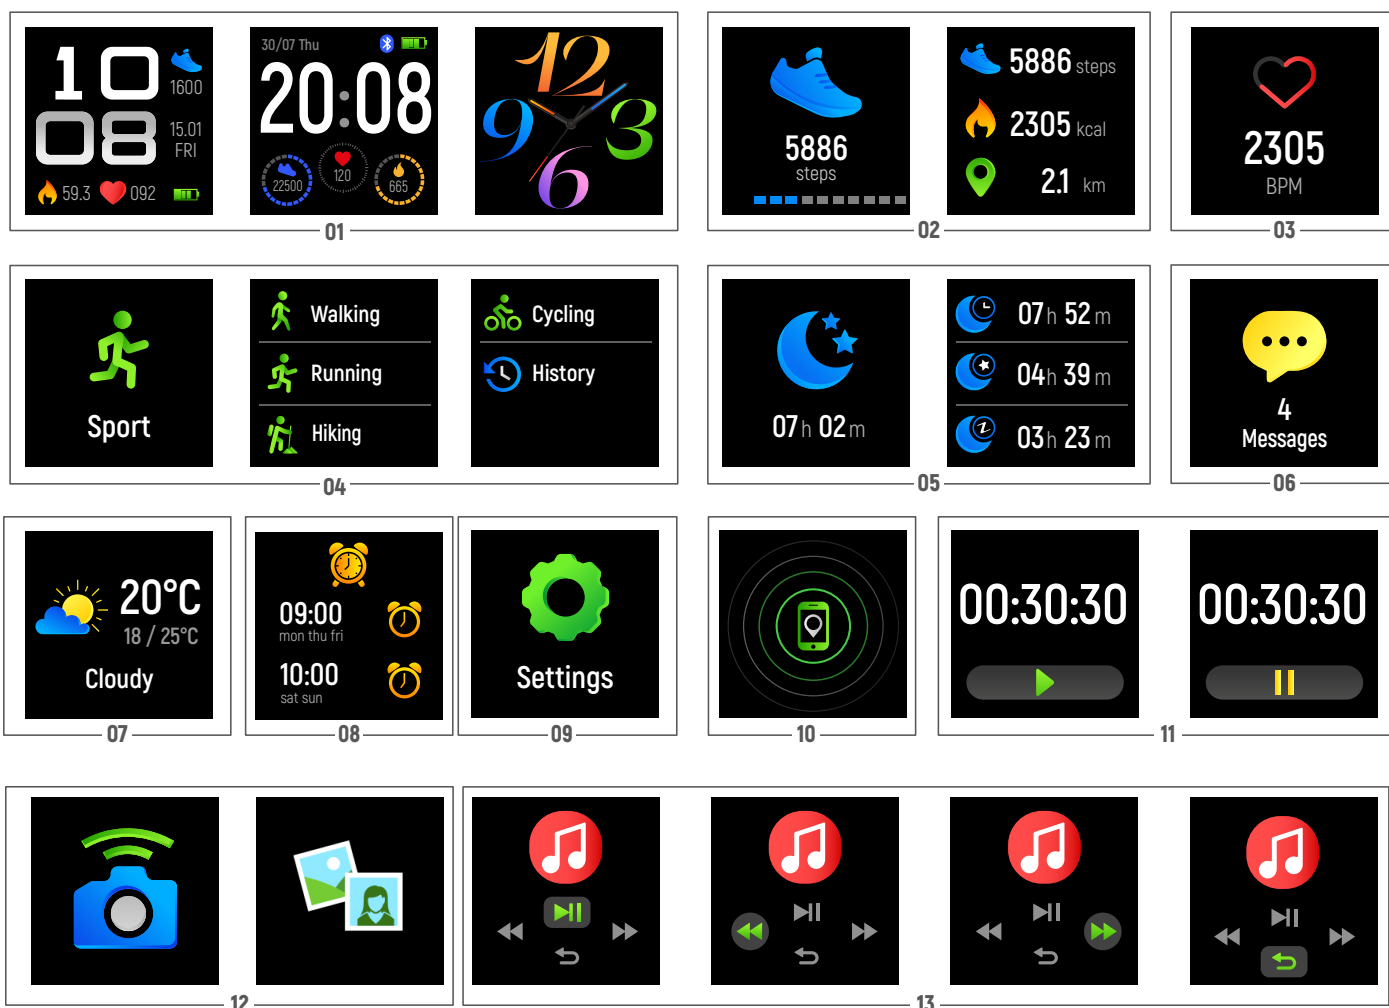 10
08
1600
15.01
FRI
59.3
092
30/07 Thu
20:08
22500
120
665
12
9
3
6
01
5886
steps
5886 steps
2305 kcal
2.1 km
02
2305
BPM
03
Sport
Walking
Running
Hiking
Cycling
History
04
07h 02m
07h 52m
04h 39m
03h 23m
05
4
Messages
06
20°C
18 / 25°C
Cloudy
07
09:00
mon thu fri
10:00
sat sun
08
Settings
09
10
00:30:30
00:30:30
11
12
13